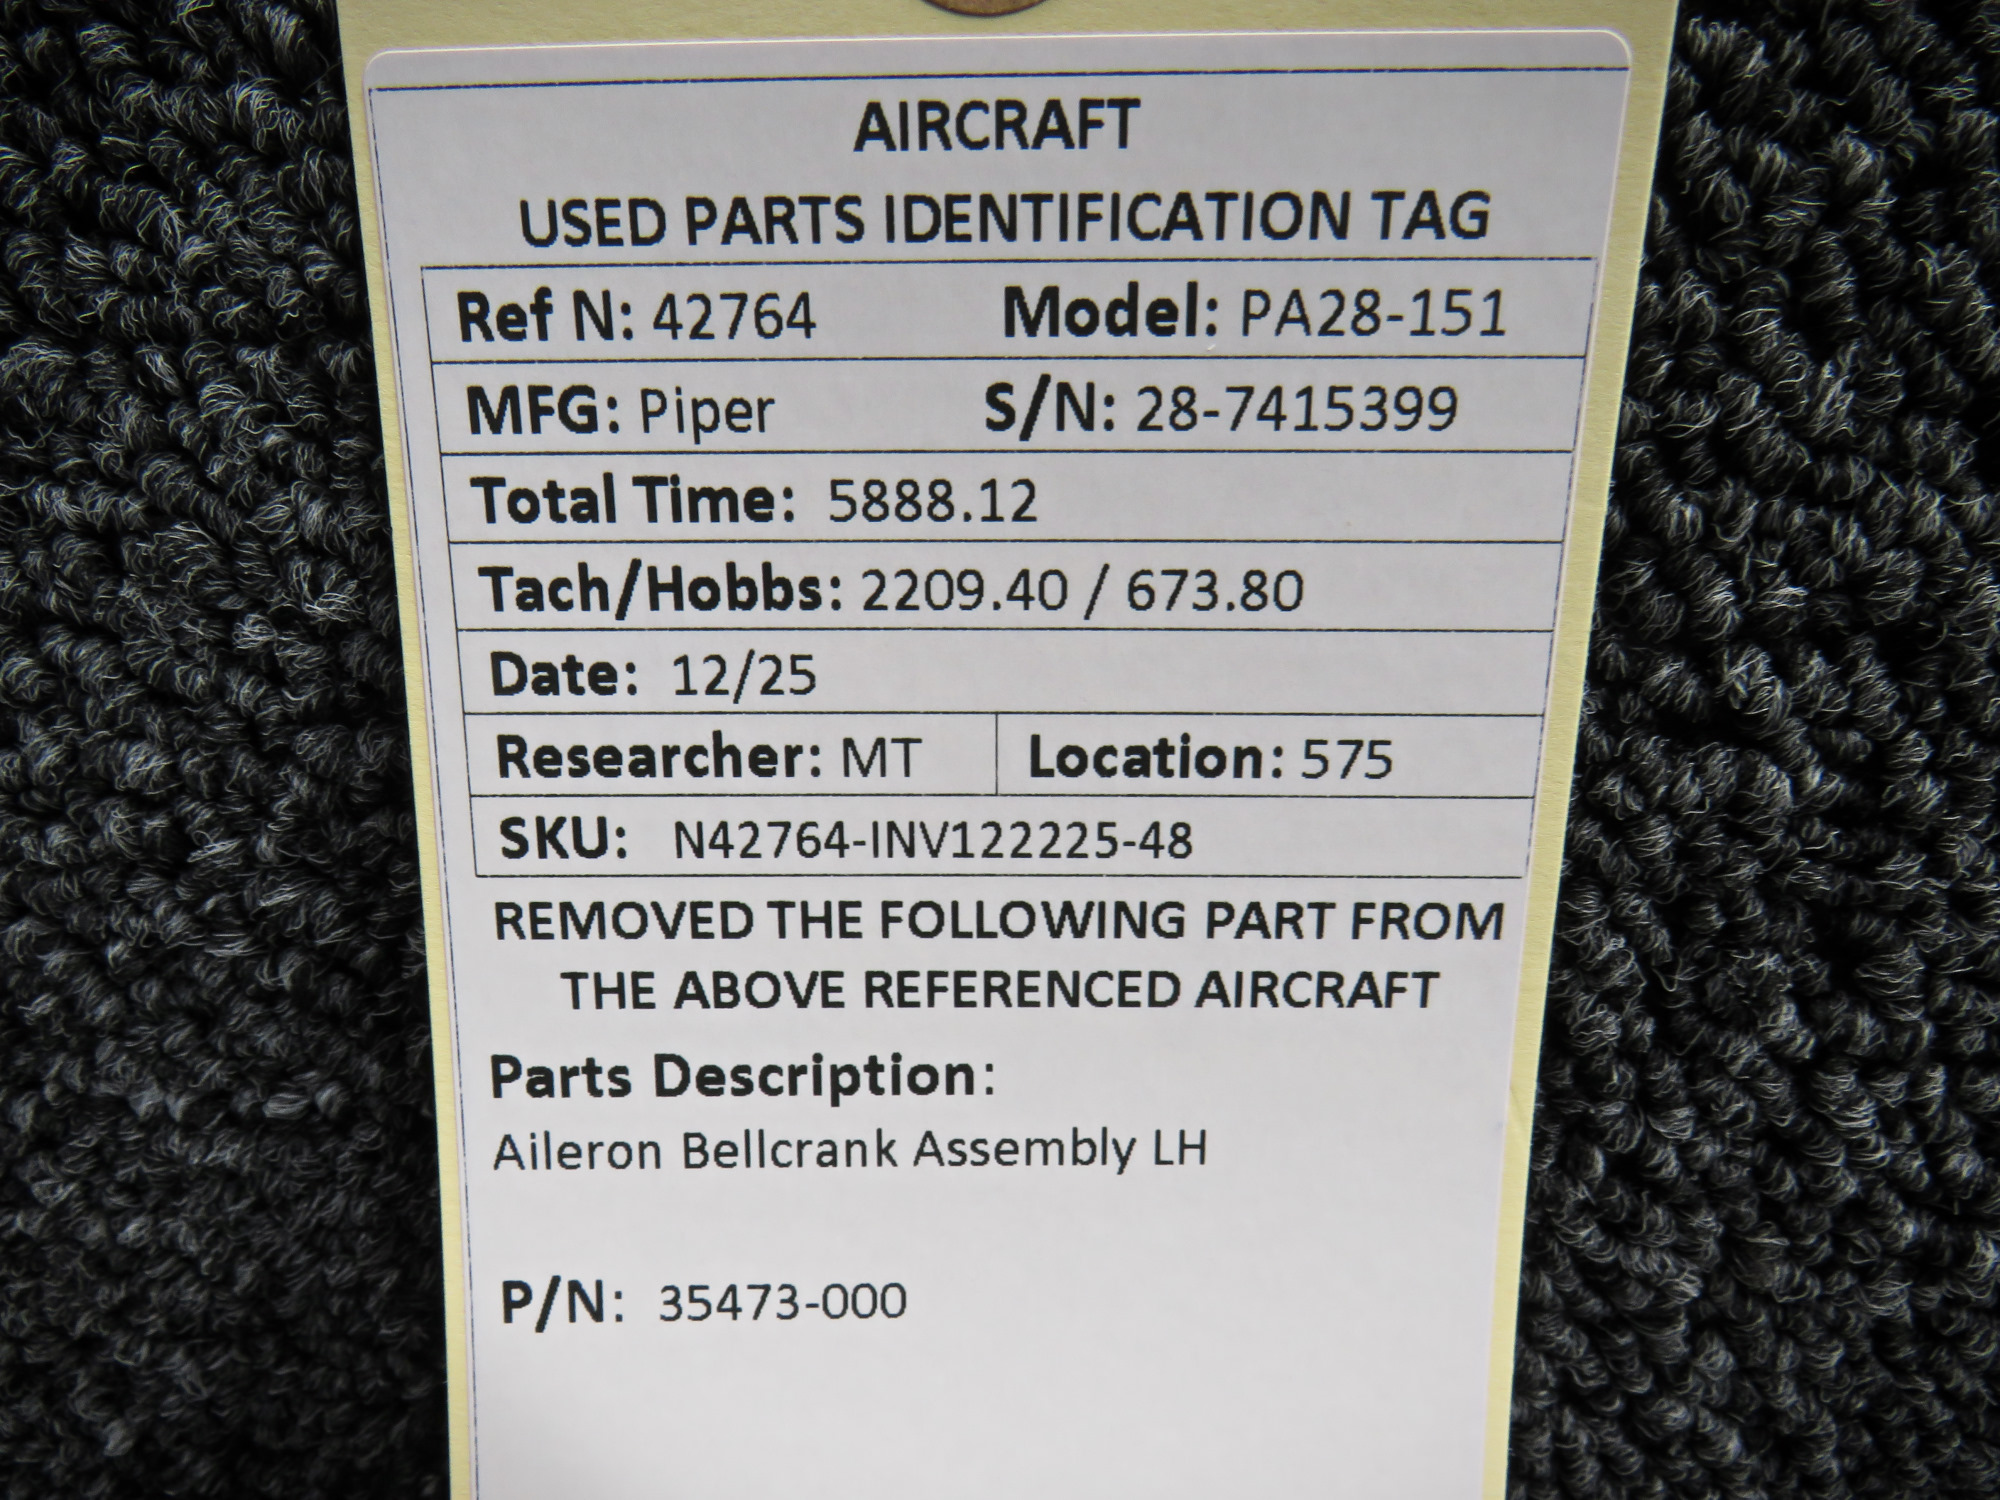 AIRCRAFT
USED PARTS IDENTIFICATION TAG
Ref N: 42764 Model: PA28-151
MFG: Piper S/N: 28-7415399
Total Time: 5888.12
Tach/Hobbs: 2209.40 / 673.80
Date: 12/25
Researcher: MT Location: 575
SKU: N42764-INV122225-48
REMOVED THE FOLLOWING PART FROM
THE ABOVE REFERENCED AIRCRAFT
Parts Description:
Aileron Bellcrank Assembly LH
P/N: 35473-000